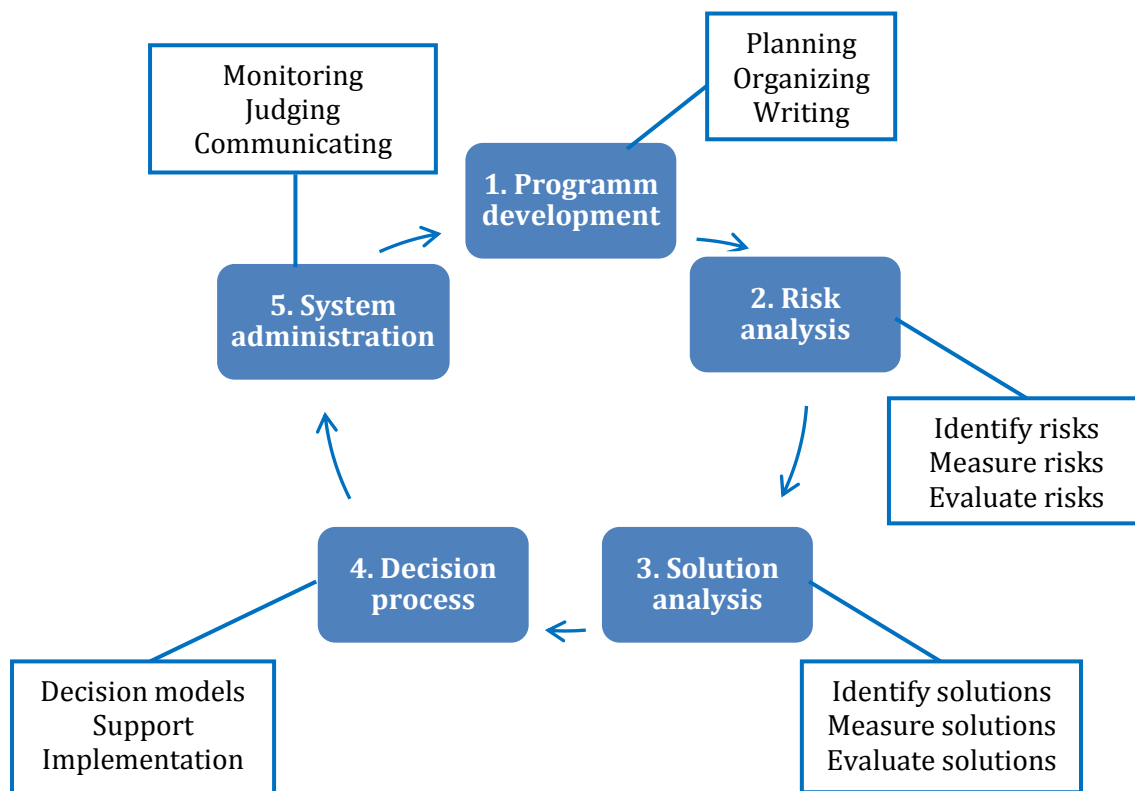 Planning
Organizing
Writing
Monitoring
Judging
Communicating
1. Programm
development
2. Risk
analysis
5. System
administration
Identify risks
Measure risks
Evaluate risks
4. Decision
process
3. Solution
analysis
Decision models
Support
Implementation
Identify solutions
Measure solutions
Evaluate solutions